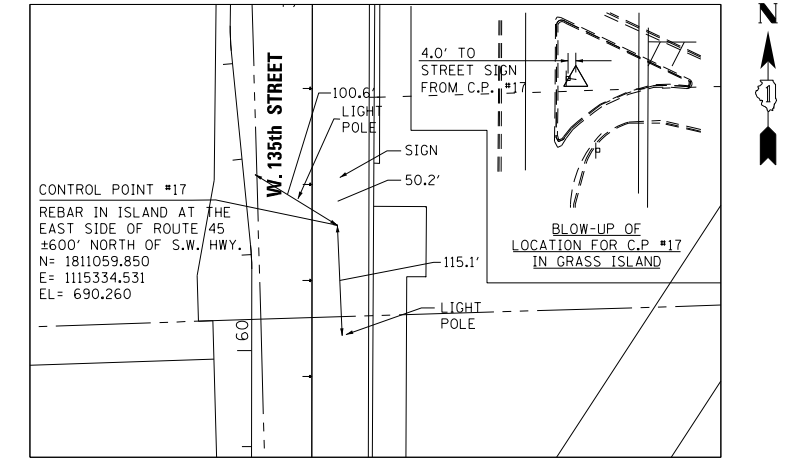 N
1
4.0' TO
STREET SIGN
FROM C.P. #17
W. 135th STREET
100.6'
LIGHT
POLE
SIGN
50.2'
CONTROL POINT #17
REBAR IN ISLAND AT THE
EAST SIDE OF ROUTE 45
±600' NORTH OF S.W. HWY.
N= 1811059.850
E= 1115334.531
EL= 690.260
BLOW-UP OF
LOCATION FOR C.P #17
IN GRASS ISLAND
115.1'
LIGHT
POLE
60